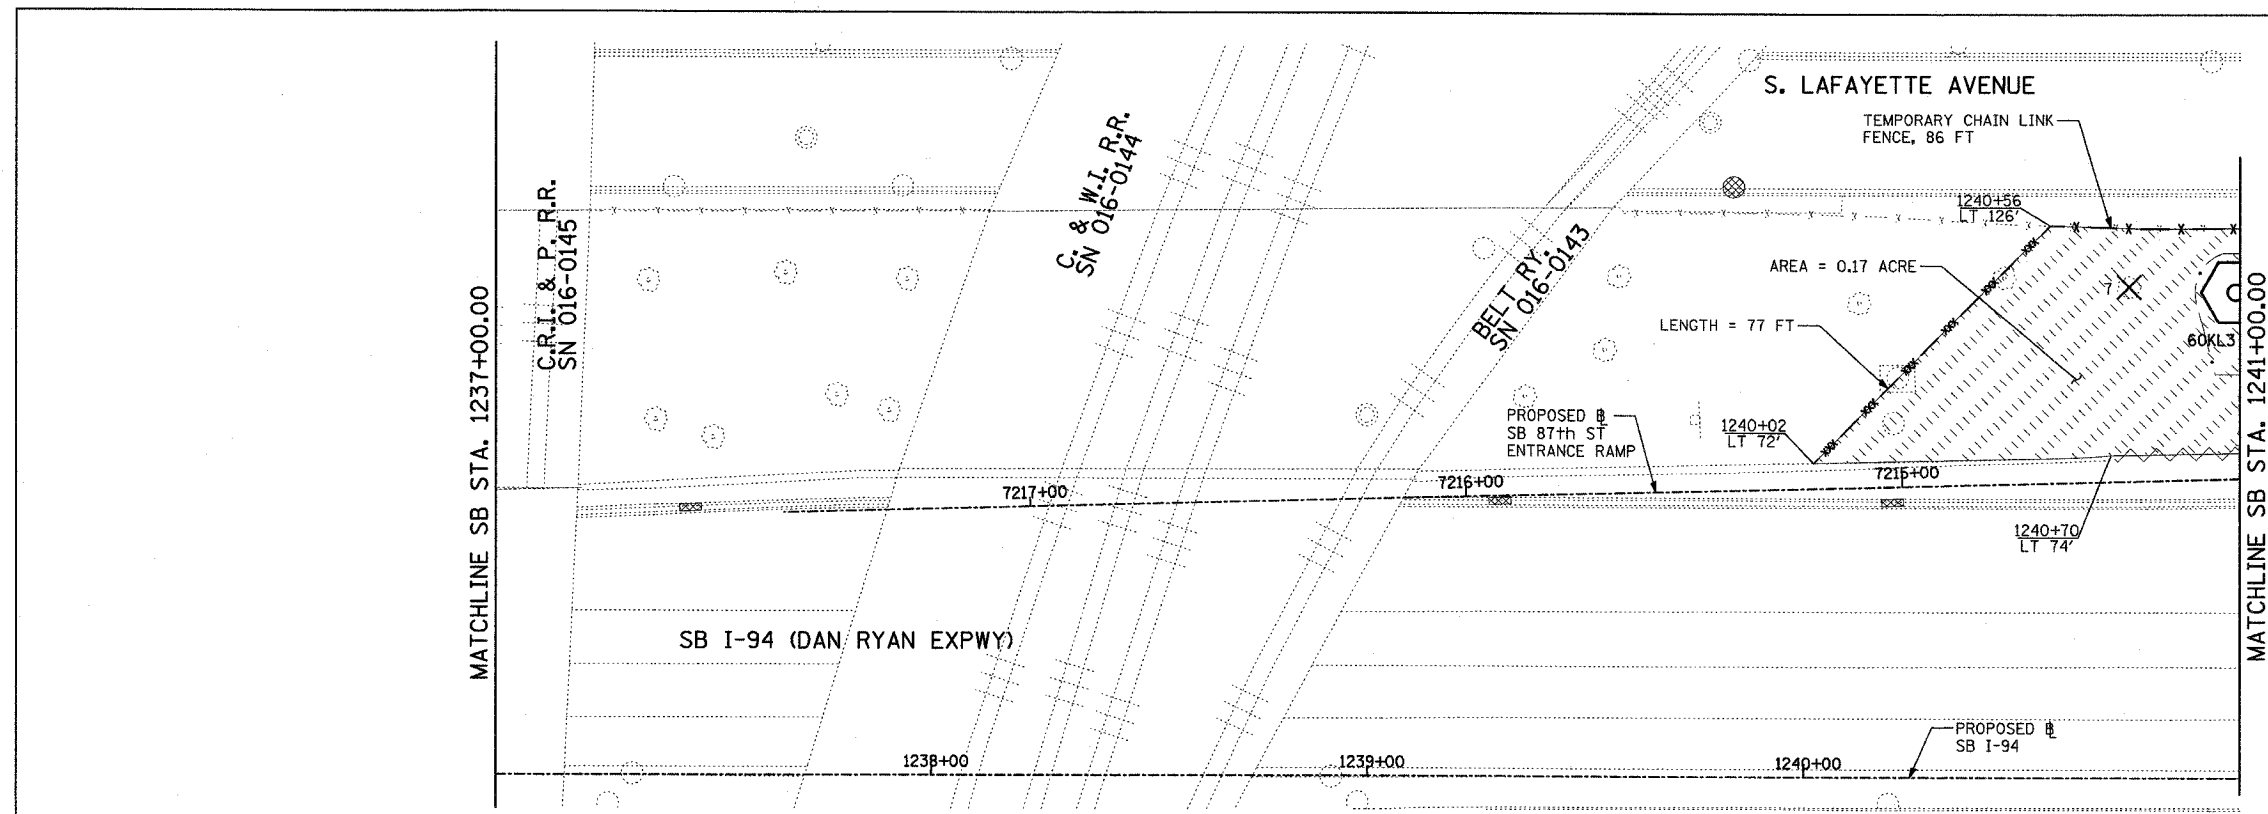 S. LAFAYETTE AVENUE
TEMPORARY CHAIN LINK
FENCE, 86 FT
C.R.I. & P. R.R.
SN 016-0145
C. & W.I. R.R.
SN 016-0144
BELT RY.
SN 016-0143
1240+56
LT 126'
AREA = 0.17 ACRE
7
LENGTH = 77 FT
60KL3
MATCHLINE SB STA. 1237+00.00
MATCHLINE SB STA. 1241+00.00
PROPOSED B
SB 87th ST
ENTRANCE RAMP
1240+02
LT 72'
7217+00
7216+00
7215+00
1240+70
LT 74'
SB I-94 (DAN RYAN EXPWY)
PROPOSED B
SB I-94
1238+00
1239+00
1240+00